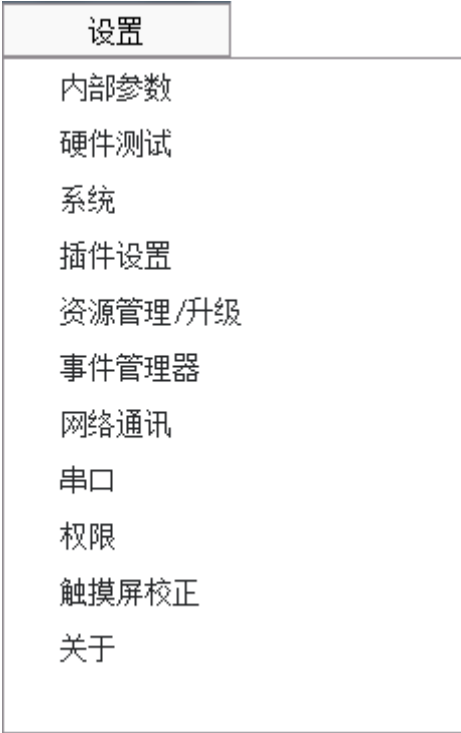 设置
内部参数
硬件测试
系统
插件设置
资源管理/升级
事件管理器
网络通讯
串口
权限
触摸屏校正
关于